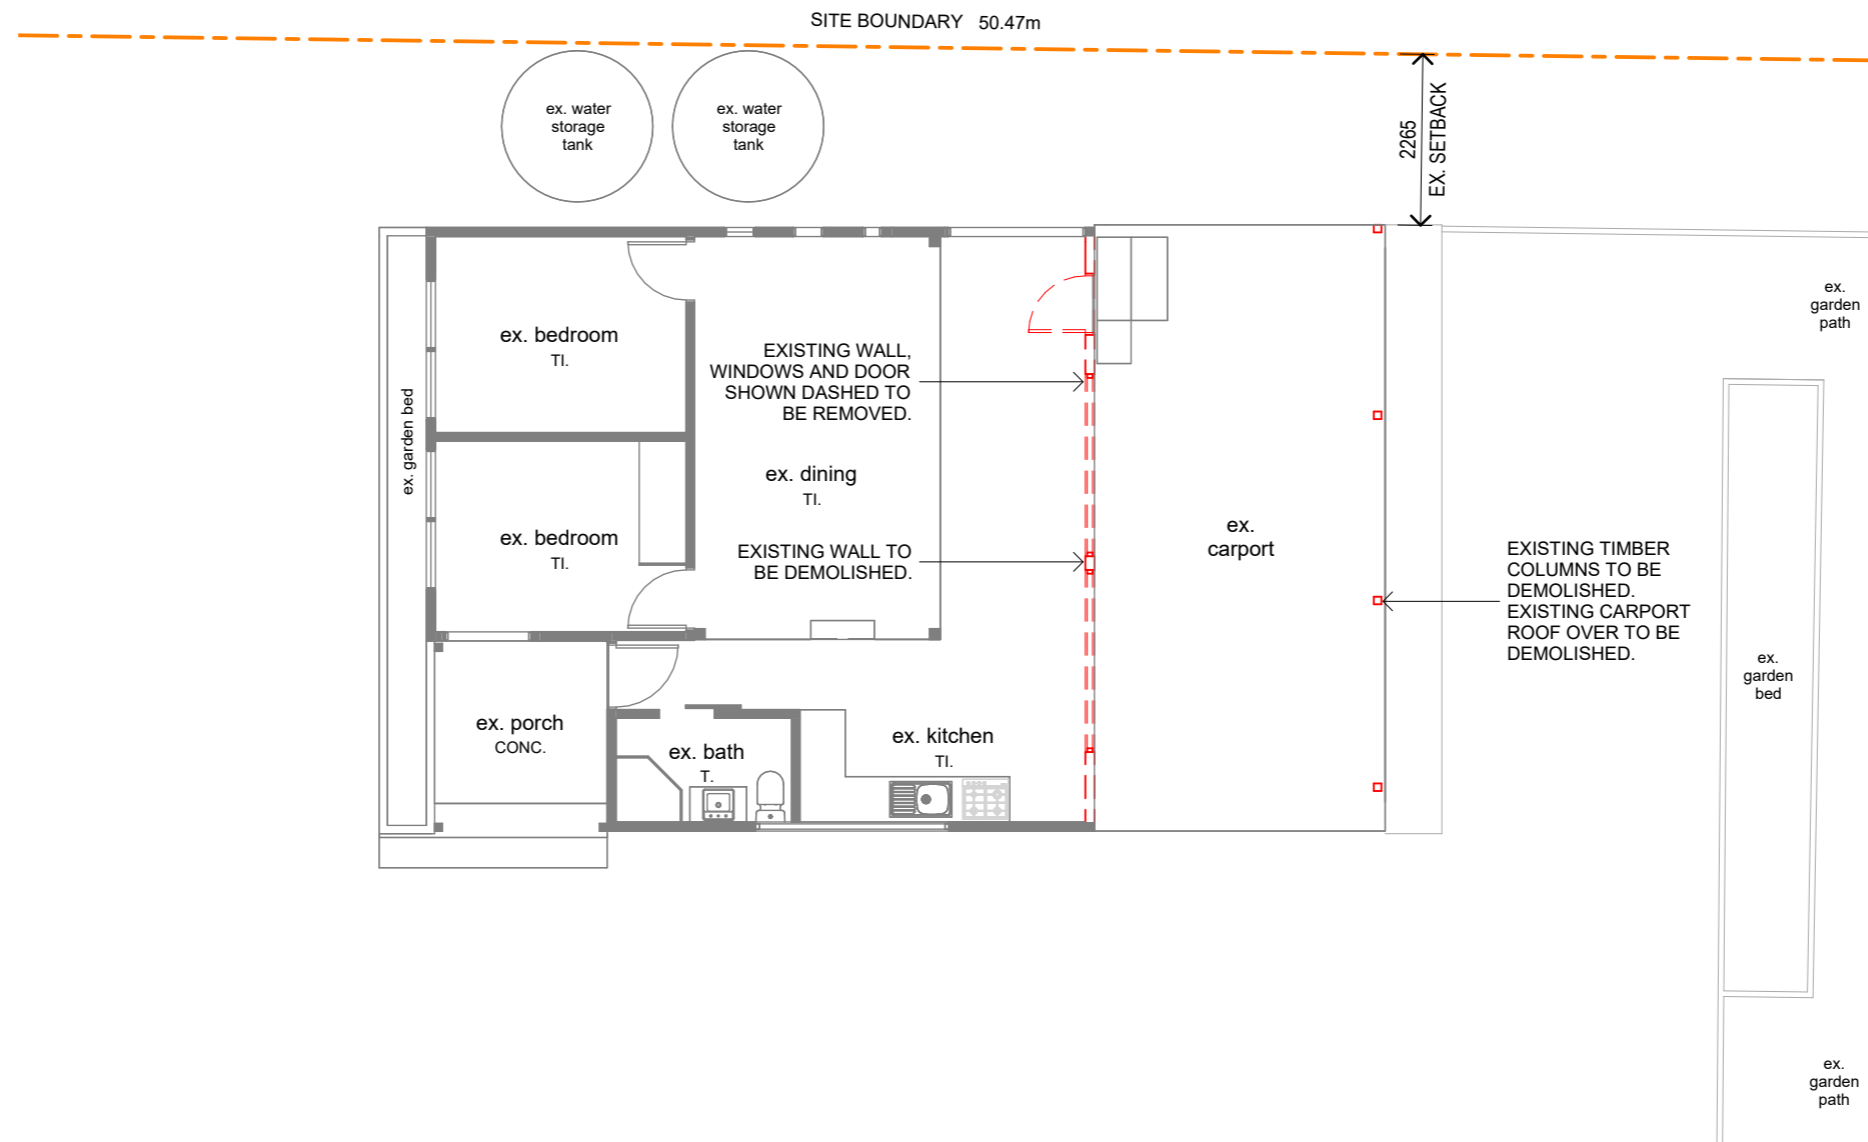 SITE BOUNDARY 50.47m
ex. water
storage
tank
ex. water
storage
tank
2265
EX. SETBACK
ex.
garden
path
ex. bedroom
TI.
EXISTING WALL,
WINDOWS AND DOOR
SHOWN DASHED TO
BE REMOVED.
ex. garden bed
ex. dining
TI.
ex. bedroom
TI.
EXISTING WALL TO
BE DEMOLISHED.
ex.
carport
EXISTING TIMBER
COLUMNS TO BE
DEMOLISHED.
EXISTING CARPORT
ROOF OVER TO BE
DEMOLISHED.
ex.
garden
bed
ex. porch
CONC.
ex. bath
T.
ex. kitchen
TI.
ex.
garden
path